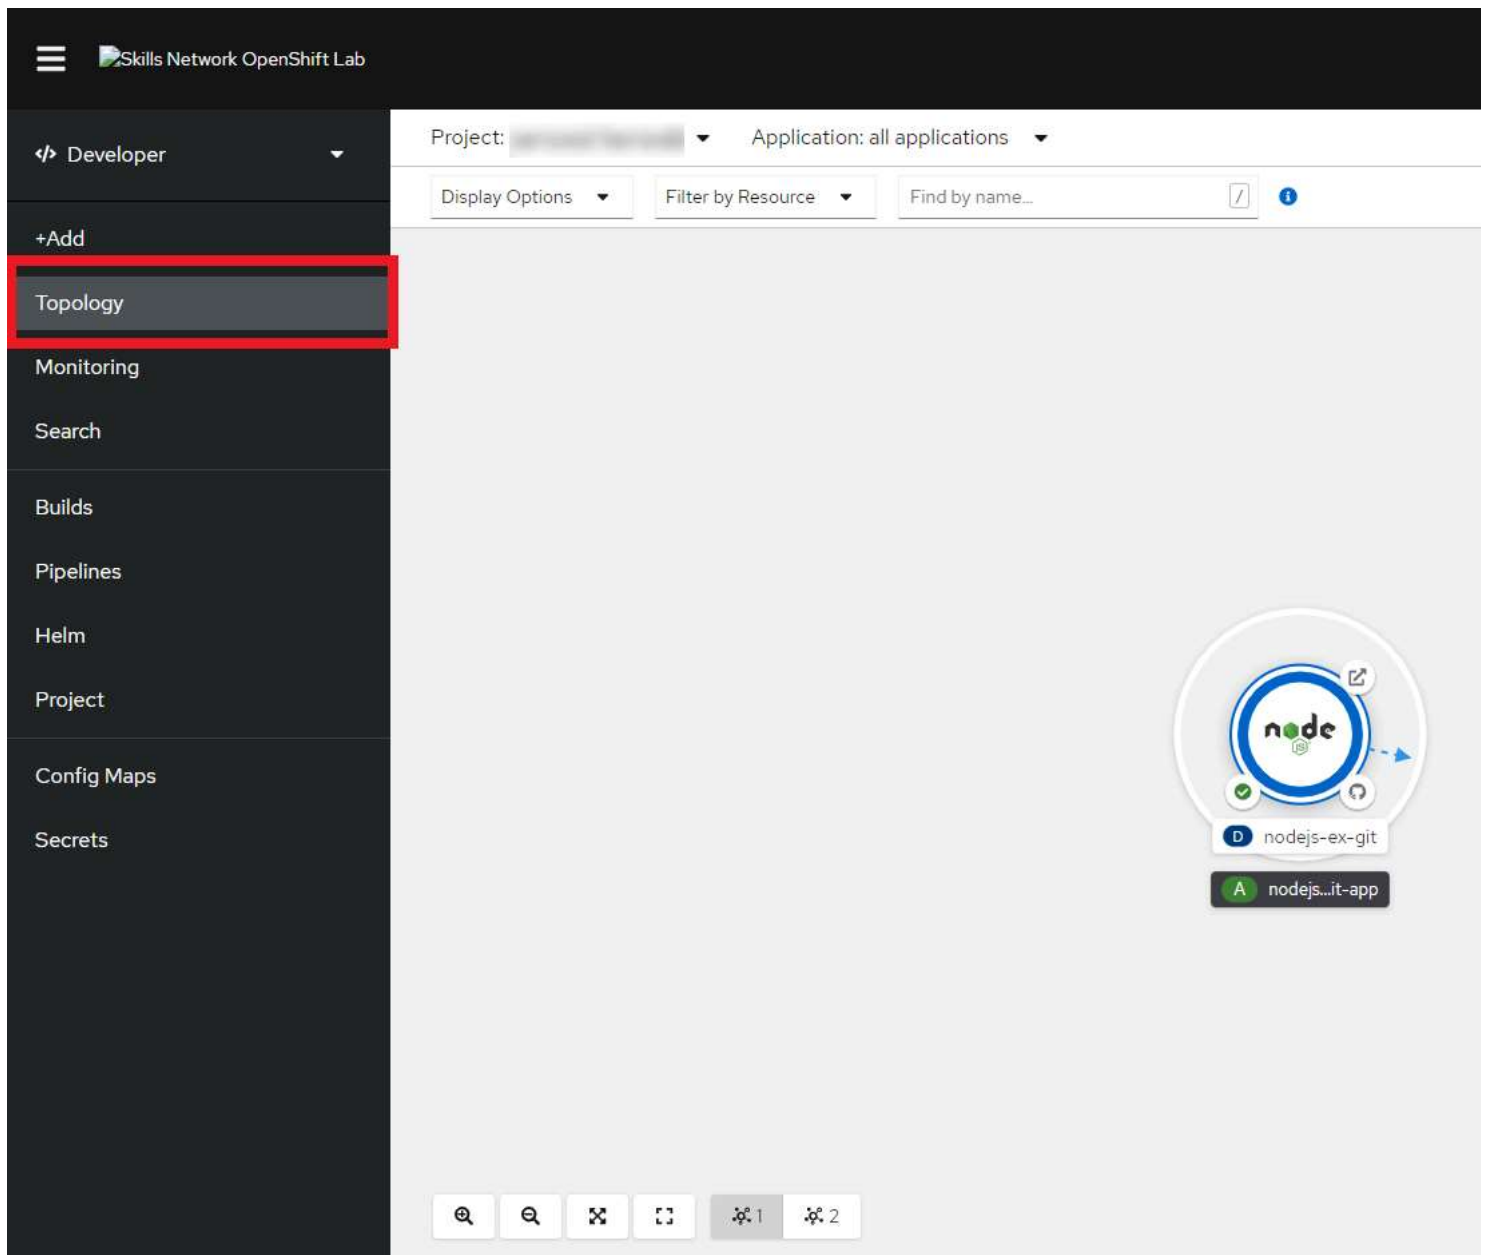 Skills Network OpenShift Lab
</> Developer
Project:
Application: all applications
Display Options
Filter by Resource
Find by name...
/
+Add
Topology
Monitoring
Search
Builds
Pipelines
Helm
Project
Config Maps
Secrets
node
JS
D nodejs-ex-git
A nodejs...it-app
1
2